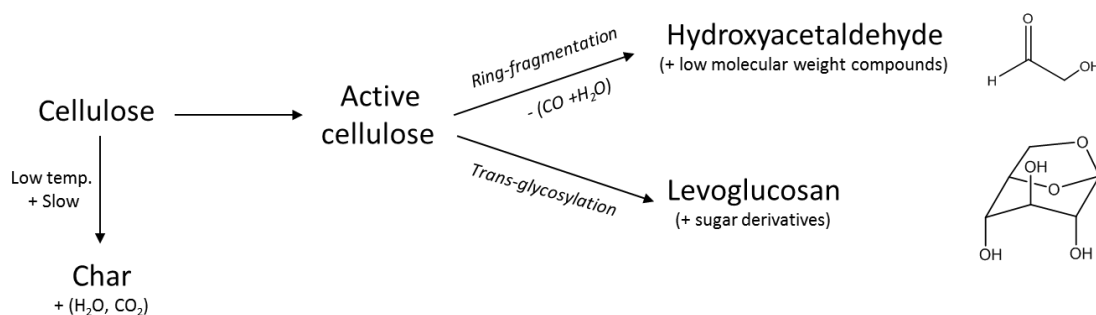 Cellulose
Low temp.
+ Slow
Char
+ (H₂O, CO₂)
Active
cellulose
Ring-fragmentation
- (CO +H₂O)
Trans-glycosylation
Hydroxyacetaldehyde
(+ low molecular weight compounds)
O
H
OH
Levoglucosan
(+ sugar derivatives)
O
OH
O
OH
OH